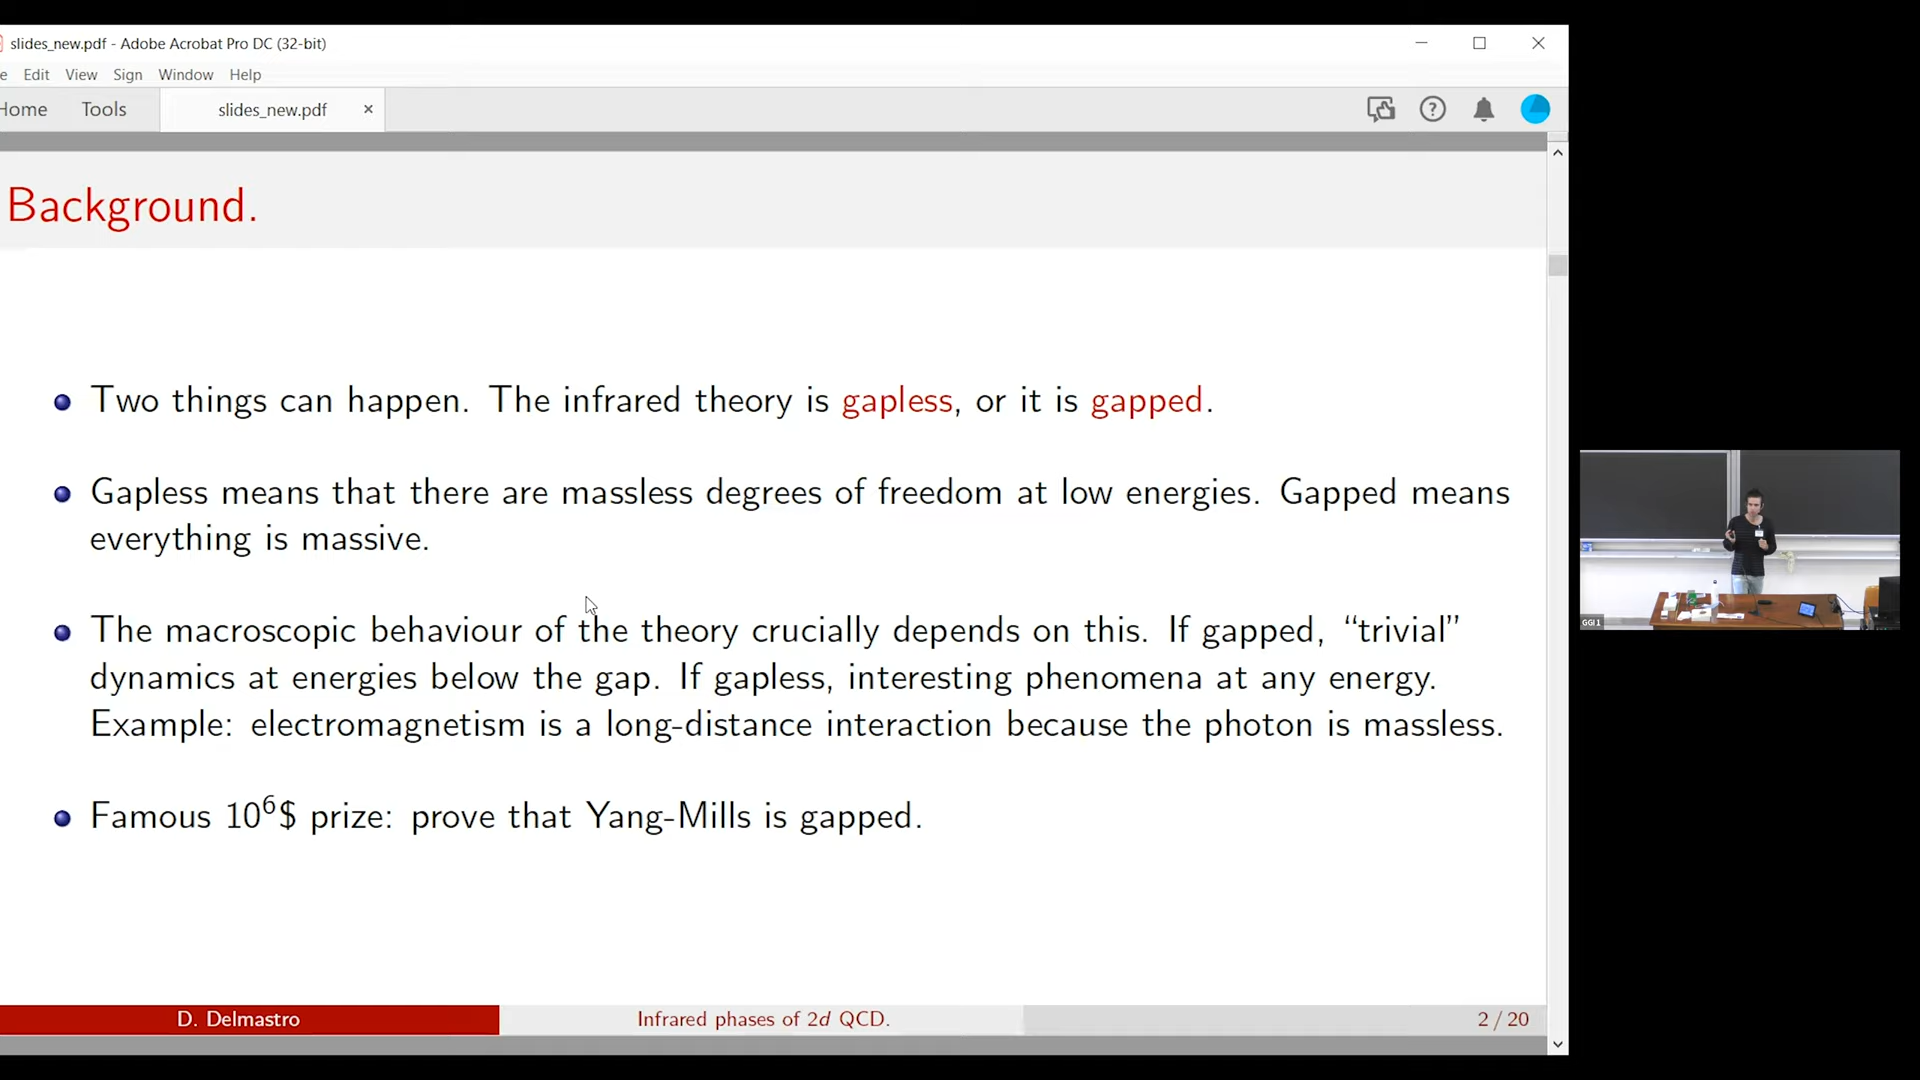 slides_new.pdf - Adobe Acrobat Pro DC (32-bit)
e Edit View Sign Window Help
Home Tools slides_new.pdf ×
Background.
Two things can happen. The infrared theory is gapless, or it is gapped.
Gapless means that there are massless degrees of freedom at low energies. Gapped means
everything is massive.
The macroscopic behaviour of the theory crucially depends on this. If gapped, “trivial”
dynamics at energies below the gap. If gapless, interesting phenomena at any energy.
Example: electromagnetism is a long-distance interaction because the photon is massless.
Famous 10⁶$ prize: prove that Yang-Mills is gapped.
D. Delmastro Infrared phases of 2d QCD. 2 / 20
GGI 1